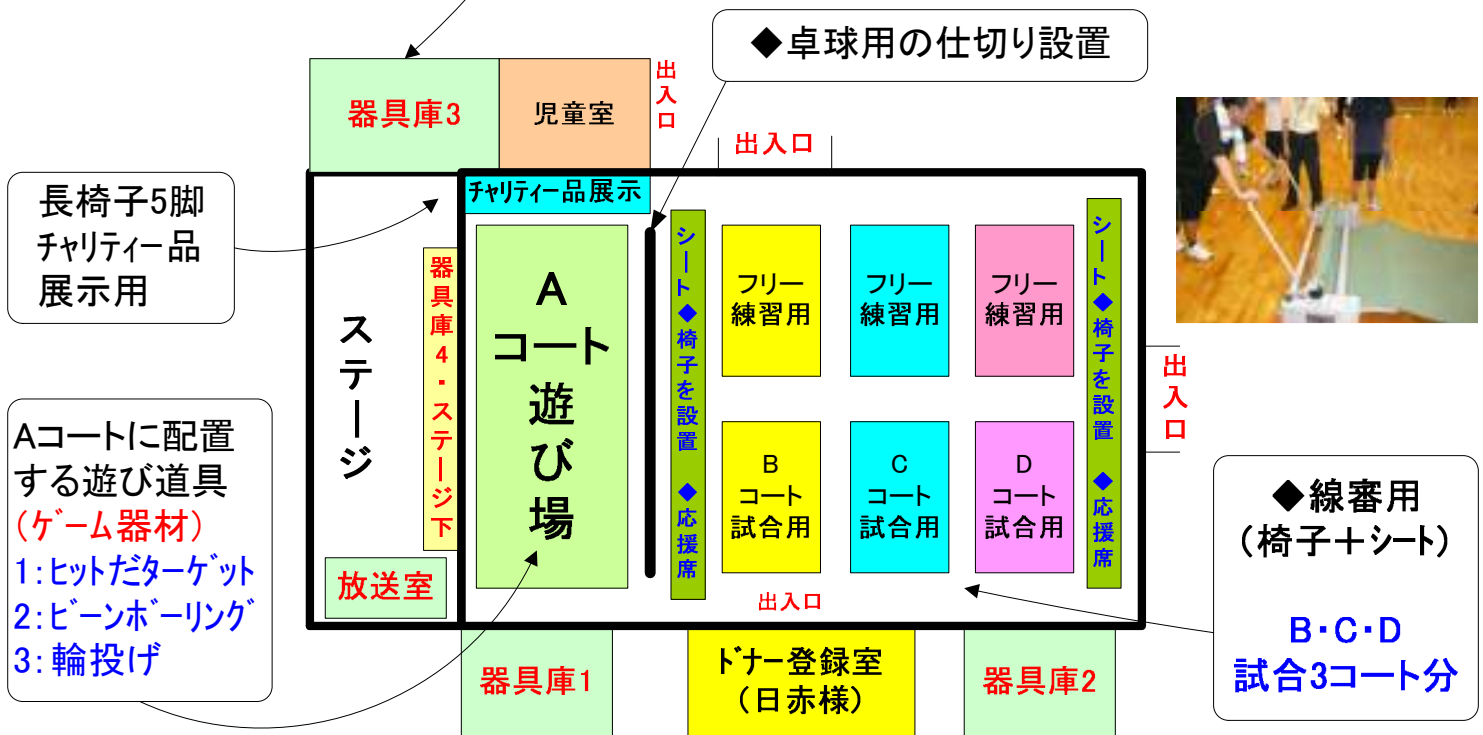 ◆卓球用の仕切り設置
器具庫3
児童室
出入口
出入口
長椅子5脚
チャリティー品
展示用
チャリティー品展示
ステージ
器具庫4・ステージ下
A
コート
遊び場
シート◆椅子を設置 ◆応援席
フリー
練習用
フリー
練習用
フリー
練習用
シート◆椅子を設置 ◆応援席
出入口
Aコートに配置
する遊び道具
(ゲーム器材)
1:ヒットだターゲット
2:ビーンボーリング
3:輪投げ
B
コート
試合用
C
コート
試合用
D
コート
試合用
◆線審用
(椅子+シート)
B・C・D
試合3コート分
放送室
出入口
器具庫1
ドナー登録室
(日赤様)
器具庫2